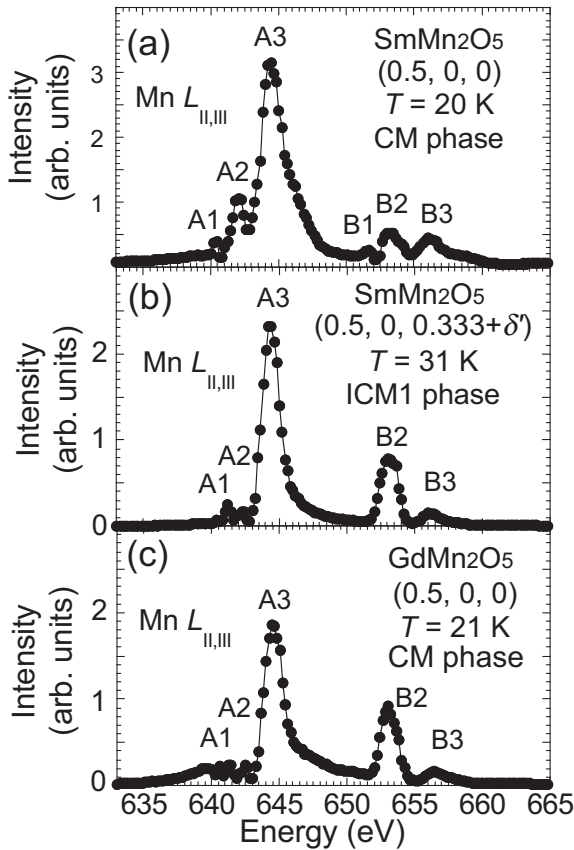 (a)
A3
SmMn2O5
(0.5, 0, 0)
T = 20 K
CM phase
Mn L II,III
A1
A2
B1
B2
B3
Intensity
(arb. units)
3
2
1
(b)
A3
SmMn2O5
(0.5, 0, 0.333+δ')
T = 31 K
ICM1 phase
Mn L II,III
A1
A2
B2
B3
Intensity
(arb. units)
2
1
0
(c)
A3
GdMn2O5
(0.5, 0, 0)
T = 21 K
CM phase
Mn L II,III
A1
A2
B2
B3
Intensity
(arb. units)
2
1
0
635 640 645 650 655 660 665
Energy (eV)